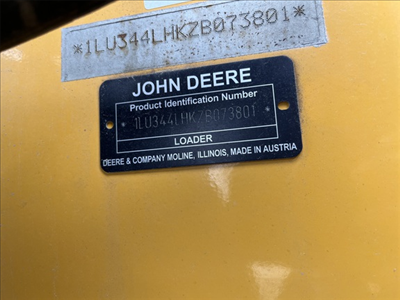 *1LU344LHKZB073801*
JOHN DEERE
Product Identification Number
*1LU344LHKZB073801*
LOADER
DEERE & COMPANY MOLINE, ILLINOIS, MADE IN AUSTRIA